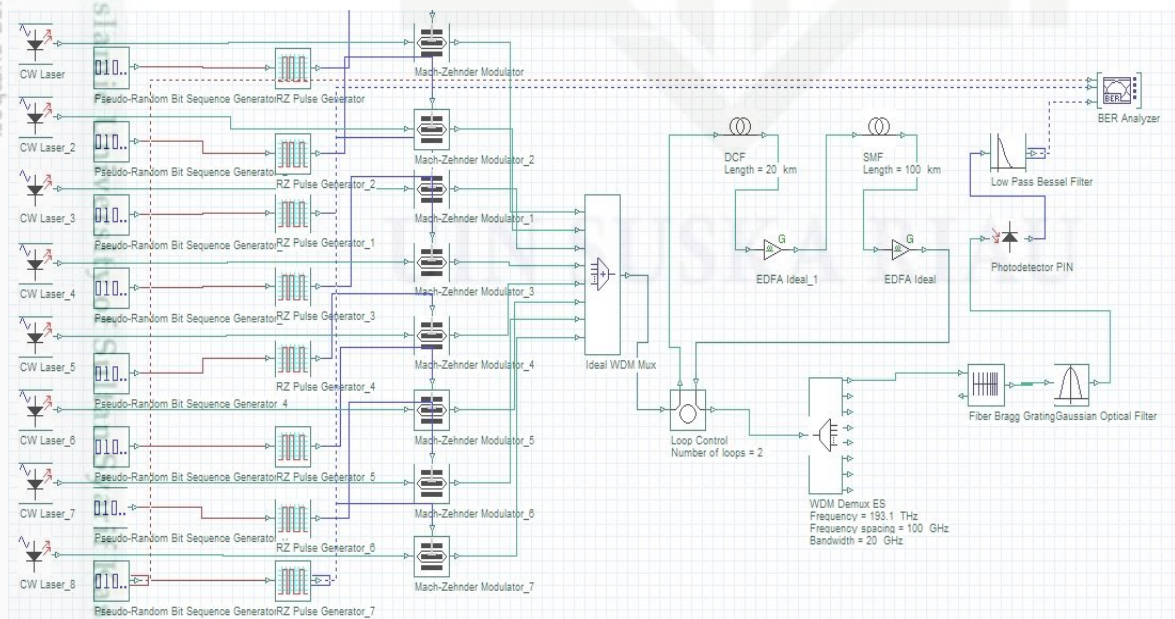 CW Laser
Pseudo-Random Bit Sequence Generator
RZ Pulse Generator
Mach-Zehnder Modulator
BER Analyzer
CW Laser_2
Pseudo-Random Bit Sequence Generator
RZ Pulse Generator_2
Mach-Zehnder Modulator_2
DCF
Length = 20 km
SMF
Length = 100 km
Low Pass Bessel Filter
CW Laser_3
Pseudo-Random Bit Sequence Generator
RZ Pulse Generator_1
Mach-Zehnder Modulator_1
EDFA Ideal_1
EDFA Ideal
Photodetector PIN
CW Laser_4
Pseudo-Random Bit Sequence Generator
RZ Pulse Generator_3
Mach-Zehnder Modulator_3
CW Laser_5
Pseudo-Random Bit Sequence Generator_4
RZ Pulse Generator_4
Mach-Zehnder Modulator_4
Ideal WDM Mux
CW Laser_6
Pseudo-Random Bit Sequence Generator
RZ Pulse Generator_5
Mach-Zehnder Modulator_5
Loop Control
Number of loops = 2
Fiber Bragg Grating
Gaussian Optical Filter
CW Laser_7
Pseudo-Random Bit Sequence Generator
RZ Pulse Generator_6
Mach-Zehnder Modulator_6
WDM Demux ES
Frequency = 193.1 THz
Frequency spacing = 100 GHz
Bandwidth = 20 GHz
CW Laser_8
Pseudo-Random Bit Sequence Generator
RZ Pulse Generator_7
Mach-Zehnder Modulator_7